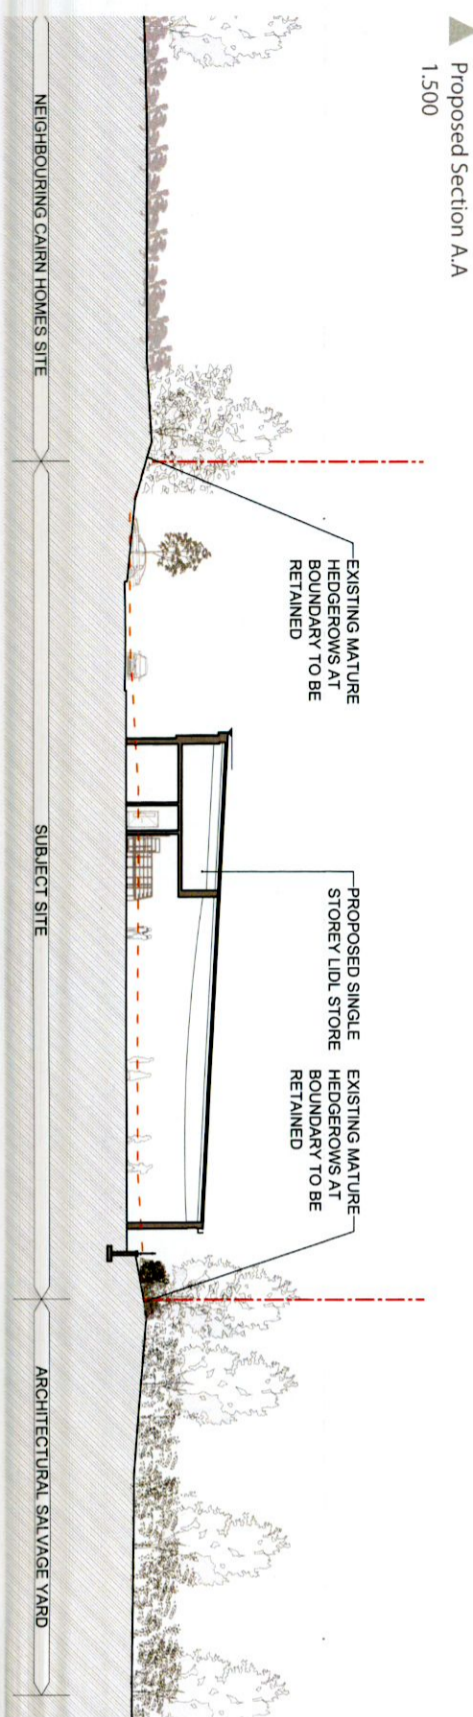 Proposed Section A.A
1.500
EXISTING MATURE
HEDGEROWS AT
BOUNDARY TO BE
RETAINED
PROPOSED SINGLE
STOREY LIDL STORE
EXISTING MATURE
HEDGEROWS AT
BOUNDARY TO BE
RETAINED
NEIGHBOURING CAIRN HOMES SITE
SUBJECT SITE
ARCHITECTURAL SALVAGE YARD